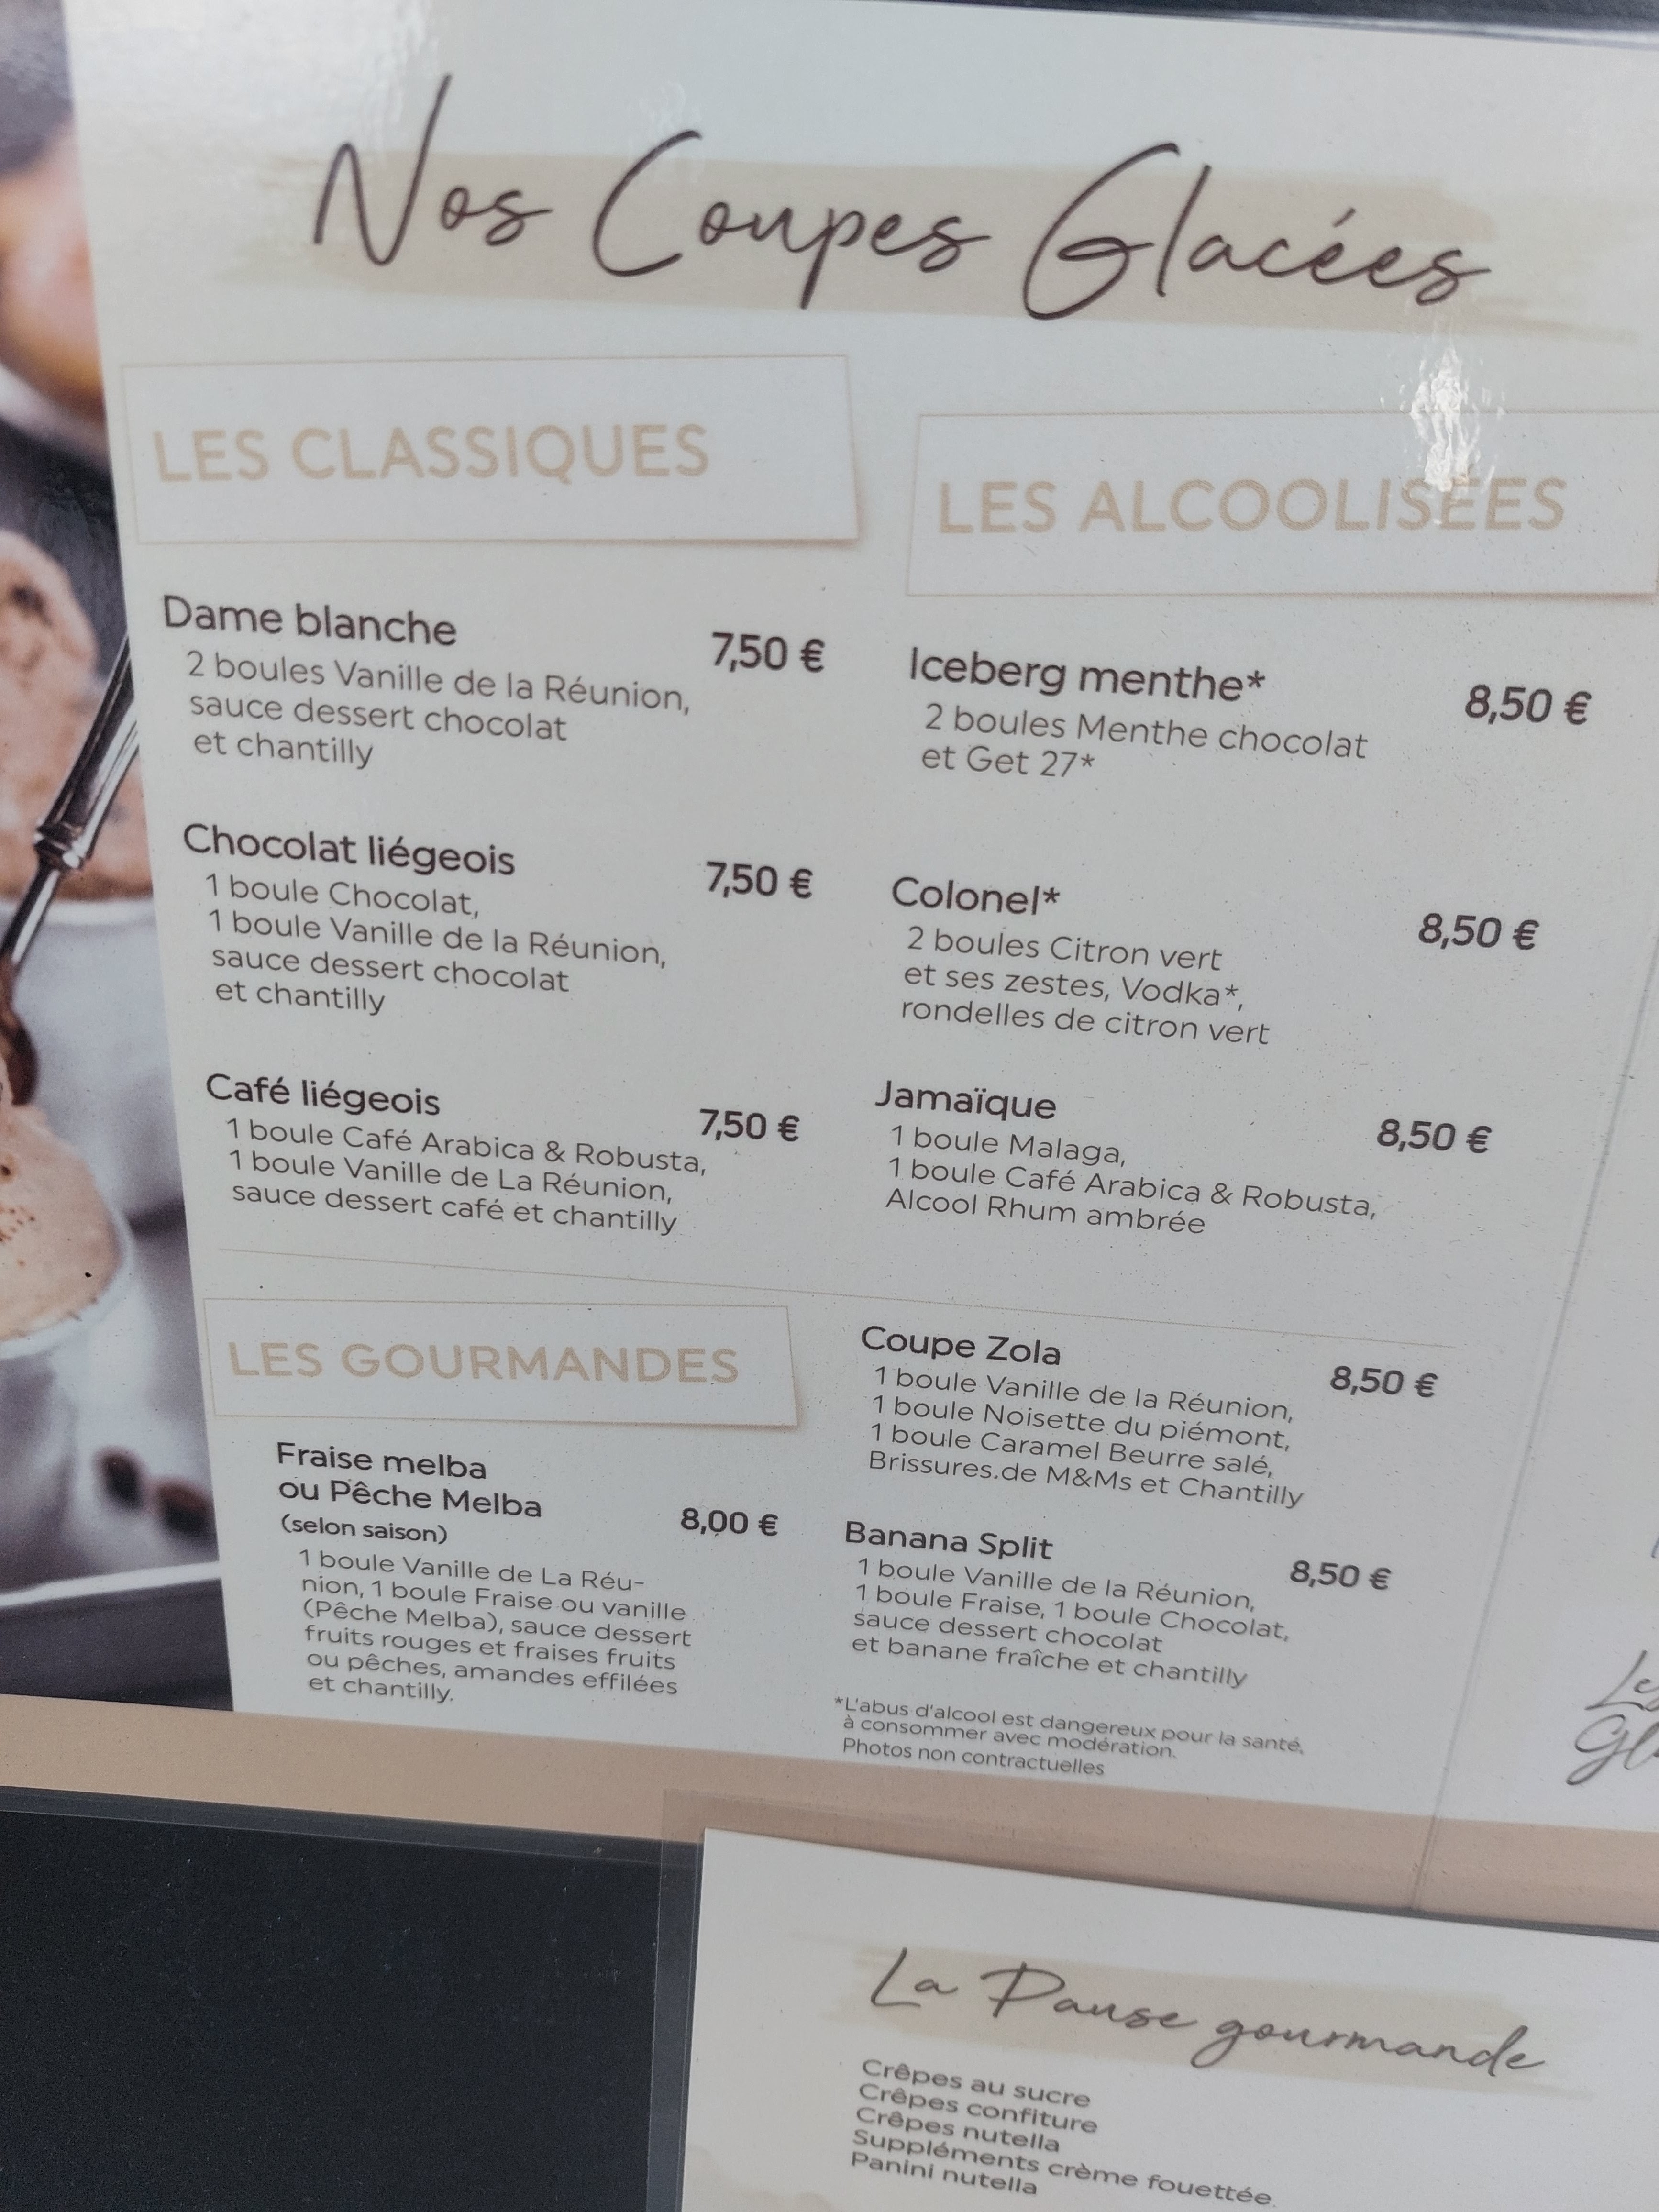 Nos Coupes Glacées
LES CLASSIQUES
Dame blanche
7,50 €
2 boules Vanille de la Réunion,
sauce dessert chocolat
et chantilly
Chocolat liégeois
7,50 €
1 boule Chocolat,
1 boule Vanille de la Réunion,
sauce dessert chocolat
et chantilly
Café liégeois
7,50 €
1 boule Café Arabica & Robusta,
1 boule Vanille de La Réunion,
sauce dessert café et chantilly
LES ALCOOLISÉES
Iceberg menthe*
8,50 €
2 boules Menthe chocolat
et Get 27*
Colonel*
8,50 €
2 boules Citron vert
et ses zestes, Vodka*,
rondelles de citron vert
Jamaïque
8,50 €
1 boule Malaga,
1 boule Café Arabica & Robusta,
Alcool Rhum ambrée
LES GOURMANDES
Fraise melba
ou Pêche Melba
8,00 €
(selon saison)
1 boule Vanille de La Réu-
nion, 1 boule Fraise ou vanille
(Pêche Melba), sauce dessert
fruits rouges et fraises fruits
ou pêches, amandes effilées
et chantilly.
Coupe Zola
8,50 €
1 boule Vanille de la Réunion,
1 boule Noisette du piémont,
1 boule Caramel Beurre salé,
Brissures.de M&Ms et Chantilly
Banana Split
8,50 €
1 boule Vanille de la Réunion,
1 boule Fraise, 1 boule Chocolat,
sauce dessert chocolat
et banane fraîche et chantilly
*L'abus d'alcool est dangereux pour la santé,
à consommer avec modération.
Photos non contractuelles
La Pause gourmande
Crêpes au sucre
Crêpes confiture
Crêpes nutella
Suppléments crème fouettée
Panini nutella